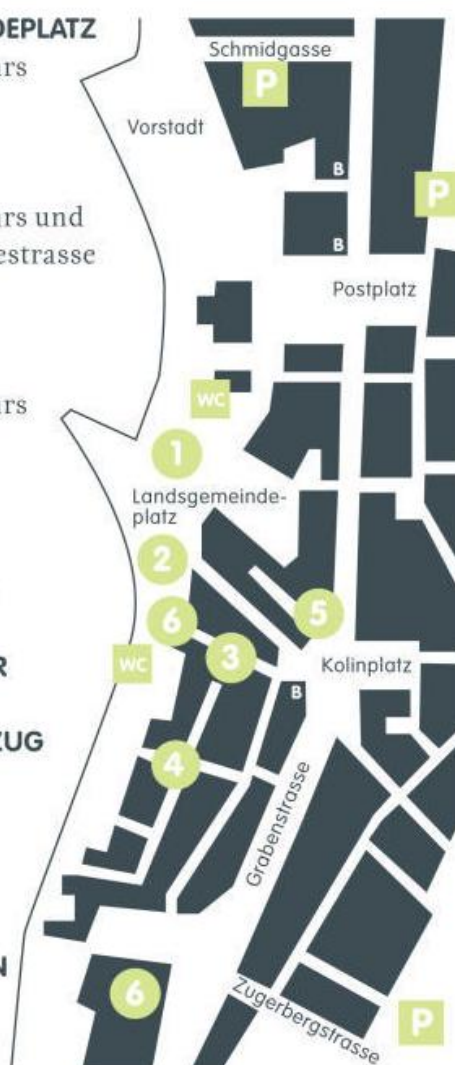 DEPLATZ
Schmidgasse
rs
P
Vorstadt
B
P
rs und
B
estrasse
Postplatz
rs
WC
1
Landsgemeinde-
platz
2
6
5
3
WC
Kolinplatz
R
B
ZUG
4
Grabenstrasse
N
6
Zugerbergstrasse
P